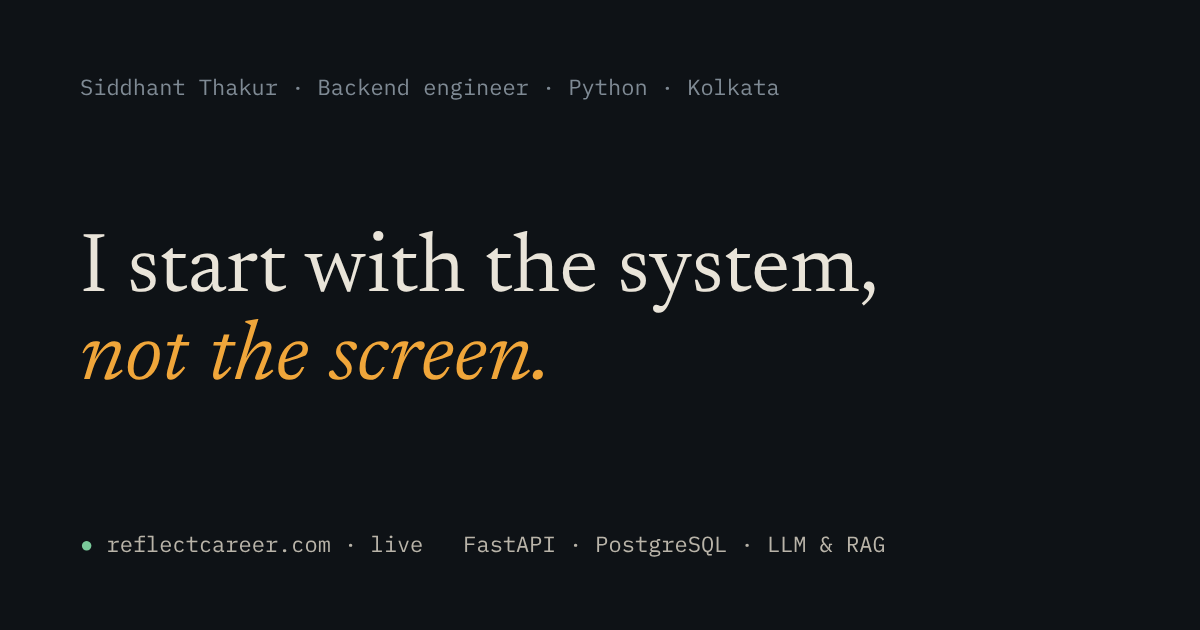 Siddhant Thakur · Backend engineer · Python · Kolkata
I start with the system,
not the screen.
● reflectcareer.com · live FastAPI · PostgreSQL · LLM & RAG